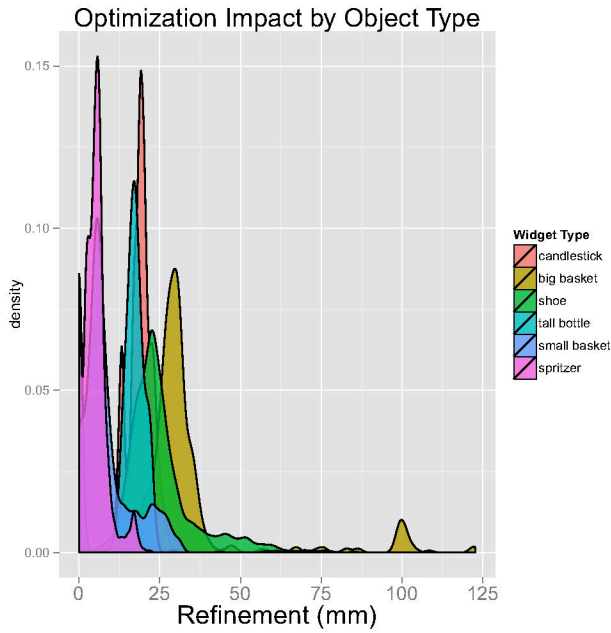 Optimization Impact by Object Type
0.15
0.10
0.05
0.00
density
0 25 50 75 100 125
Refinement (mm)
Widget Type
candlestick
big basket
shoe
tall bottle
small basket
spritzer